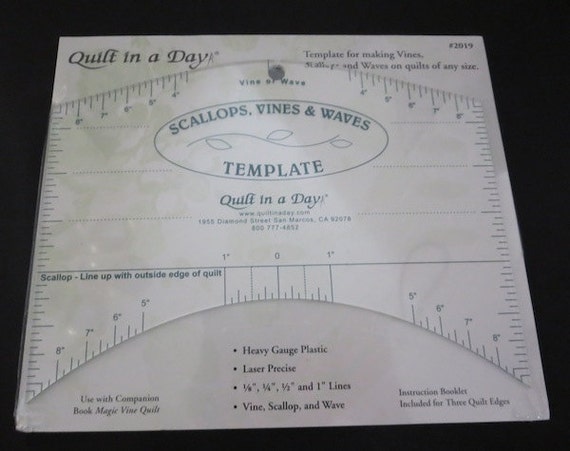 #2019
Quilt in a Day®
Template for making Vines,
Scallops and Waves on quilts of any size.
Vine or Wave
8" 7" 6" 5" 4" 4" 5" 6" 7" 8"
SCALLOPS, VINES & WAVES
TEMPLATE
Quilt in a Day®
www.quiltinaday.com
1955 Diamond Street San Marcos, CA 92078
800 777-4852
1" 0 1"
Scallop - Line up with outside edge of quilt
5" 5"
6" 6"
7" 7"
8" 8"
• Heavy Gauge Plastic
• Laser Precise
• ⅛", ¼", ½" and 1" Lines
• Vine, Scallop, and Wave
Use with Companion
Book Magic Vine Quilt
Instruction Booklet
Included for Three Quilt Edges